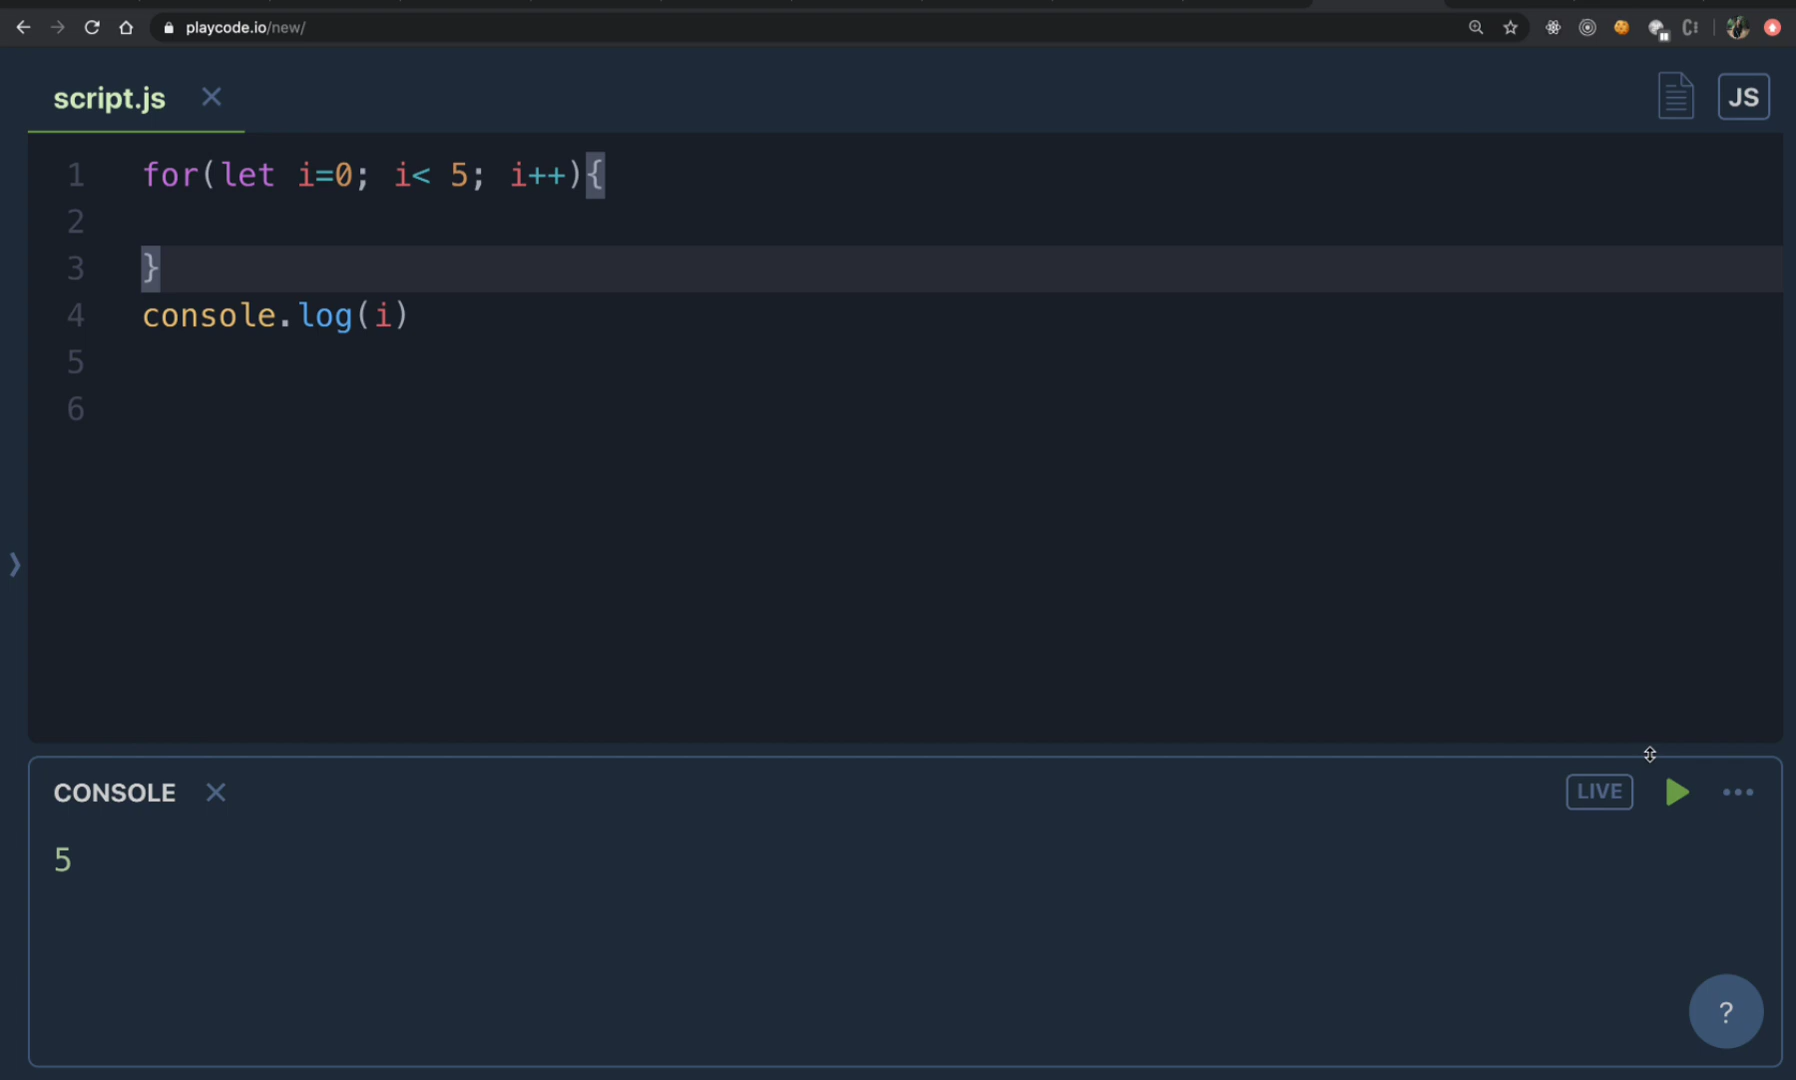 playcode.io/new/
script.js
JS
1 for(let i=0; i< 5; i++){
2
3 }
4 console.log(i)
5
6
CONSOLE
LIVE
5
?